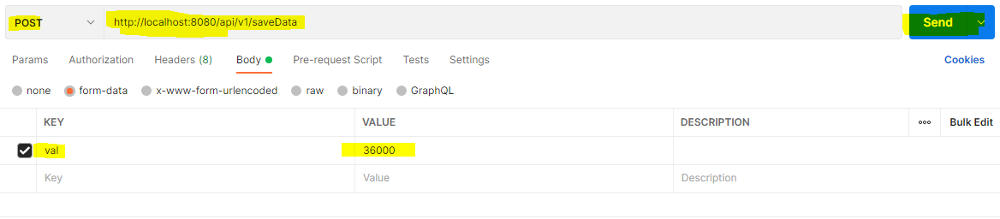 POST http://localhost:8080/api/v1/saveData Send
Params Authorization Headers (8) Body Pre-request Script Tests Settings Cookies
none form-data x-www-form-urlencoded raw binary GraphQL
KEY VALUE DESCRIPTION ooo Bulk Edit
val 36000
Key Value Description